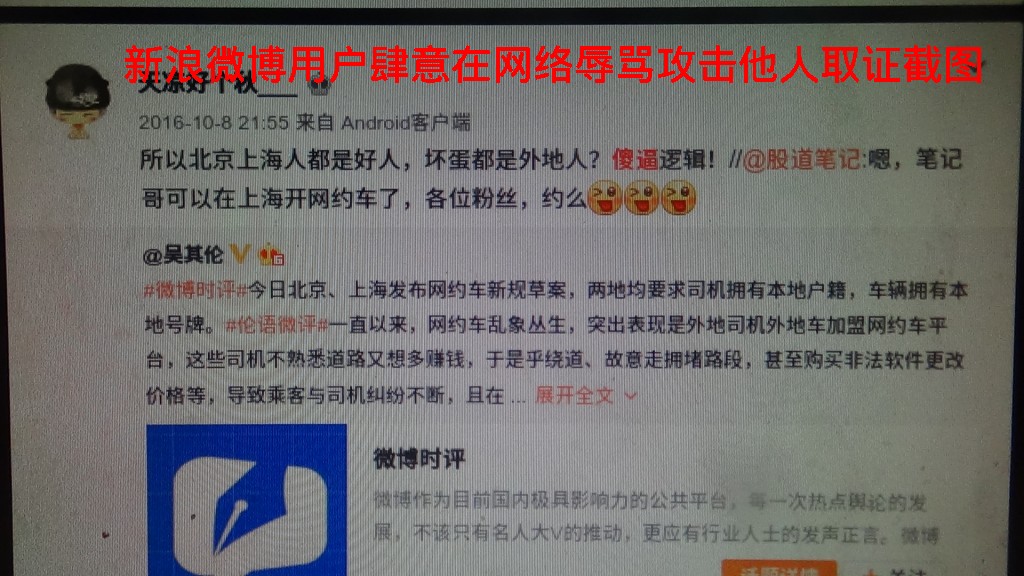 新浪微博用户肆意在网络辱骂攻击他人取证截图
天凉好个秋___
2016-10-8 21:55 来自 Android客户端
所以北京上海人都是好人，坏蛋都是外地人？傻逼逻辑！//@股道笔记:嗯，笔记
哥可以在上海开网约车了，各位粉丝，约么
@吴其伦
#微博时评#今日北京、上海发布网约车新规草案，两地均要求司机拥有本地户籍，车辆拥有本
地号牌。#伦语微评#一直以来，网约车乱象丛生，突出表现是外地司机外地车加盟网约车平
台，这些司机不熟悉道路又想多赚钱，于是乎绕道、故意走拥堵路段，甚至购买非法软件更改
价格等，导致乘客与司机纠纷不断，且在 ... 展开全文
微博时评
微博作为目前国内极具影响力的公共平台，每一次热点舆论的发
展，不该只有名人大V的推动，更应有行业人士的发声正言。微博